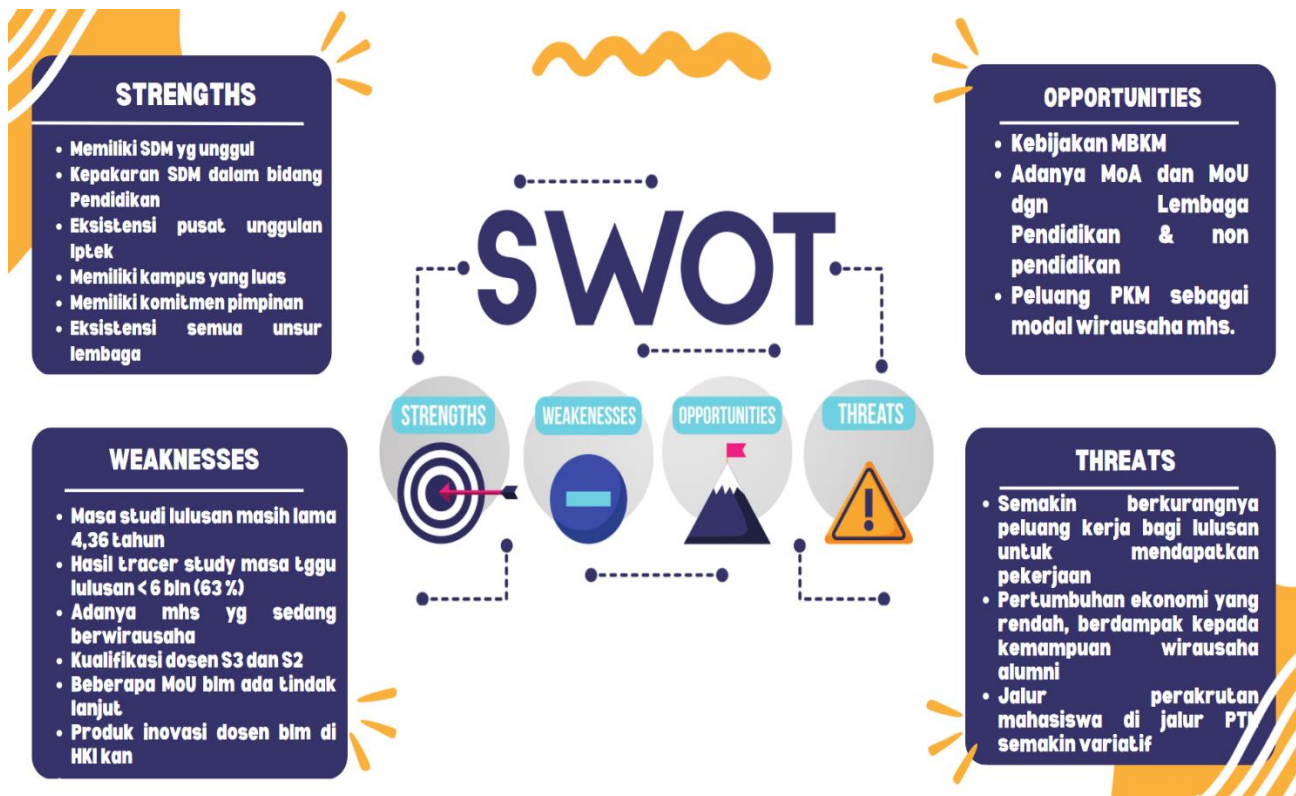 STRENGTHS
• Memiliki SDM yg unggul
• Kepakaran SDM dalam bidang
Pendidikan
• Eksistensi pusat unggulan
Iptek
• Memiliki kampus yang luas
• Memiliki komitmen pimpinan
• Eksistensi semua unsur
lembaga
WEAKNESSES
• Masa studi lulusan masih lama
4,36 tahun
• Hasil tracer study masa tggu
lulusan < 6 bln (63 %)
• Adanya mhs yg sedang
berwirausaha
• Kualifikasi dosen S3 dan S2
• Beberapa MoU blm ada tindak
lanjut
• Produk inovasi dosen blm di
HKI kan
SWOT
STRENGTHS
WEAKENESSES
OPPORTUNITIES
THREATS
OPPORTUNITIES
• Kebijakan MBKM
• Adanya MoA dan MoU
dgn Lembaga
Pendidikan & non
pendidikan
• Peluang PKM sebagai
modal wirausaha mhs.
THREATS
• Semakin berkurangnya
peluang kerja bagi lulusan
untuk mendapatkan
pekerjaan
• Pertumbuhan ekonomi yang
rendah, berdampak kepada
kemampuan wirausaha
alumni
• Jalur perakrutan
mahasiswa di jalur PTN
semakin variatif